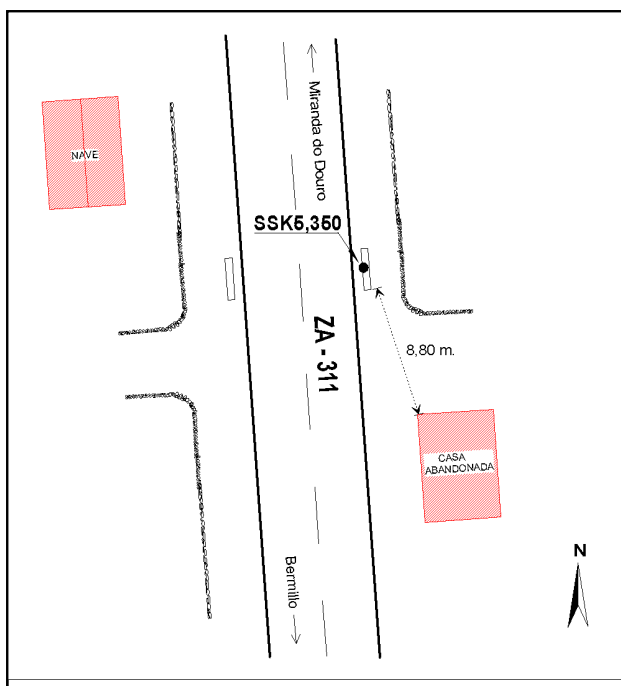 Miranda do Douro
NAVE
SSK5,350
ZA - 311
8,80 m.
CASA
ABANDONADA
Bermillo
N